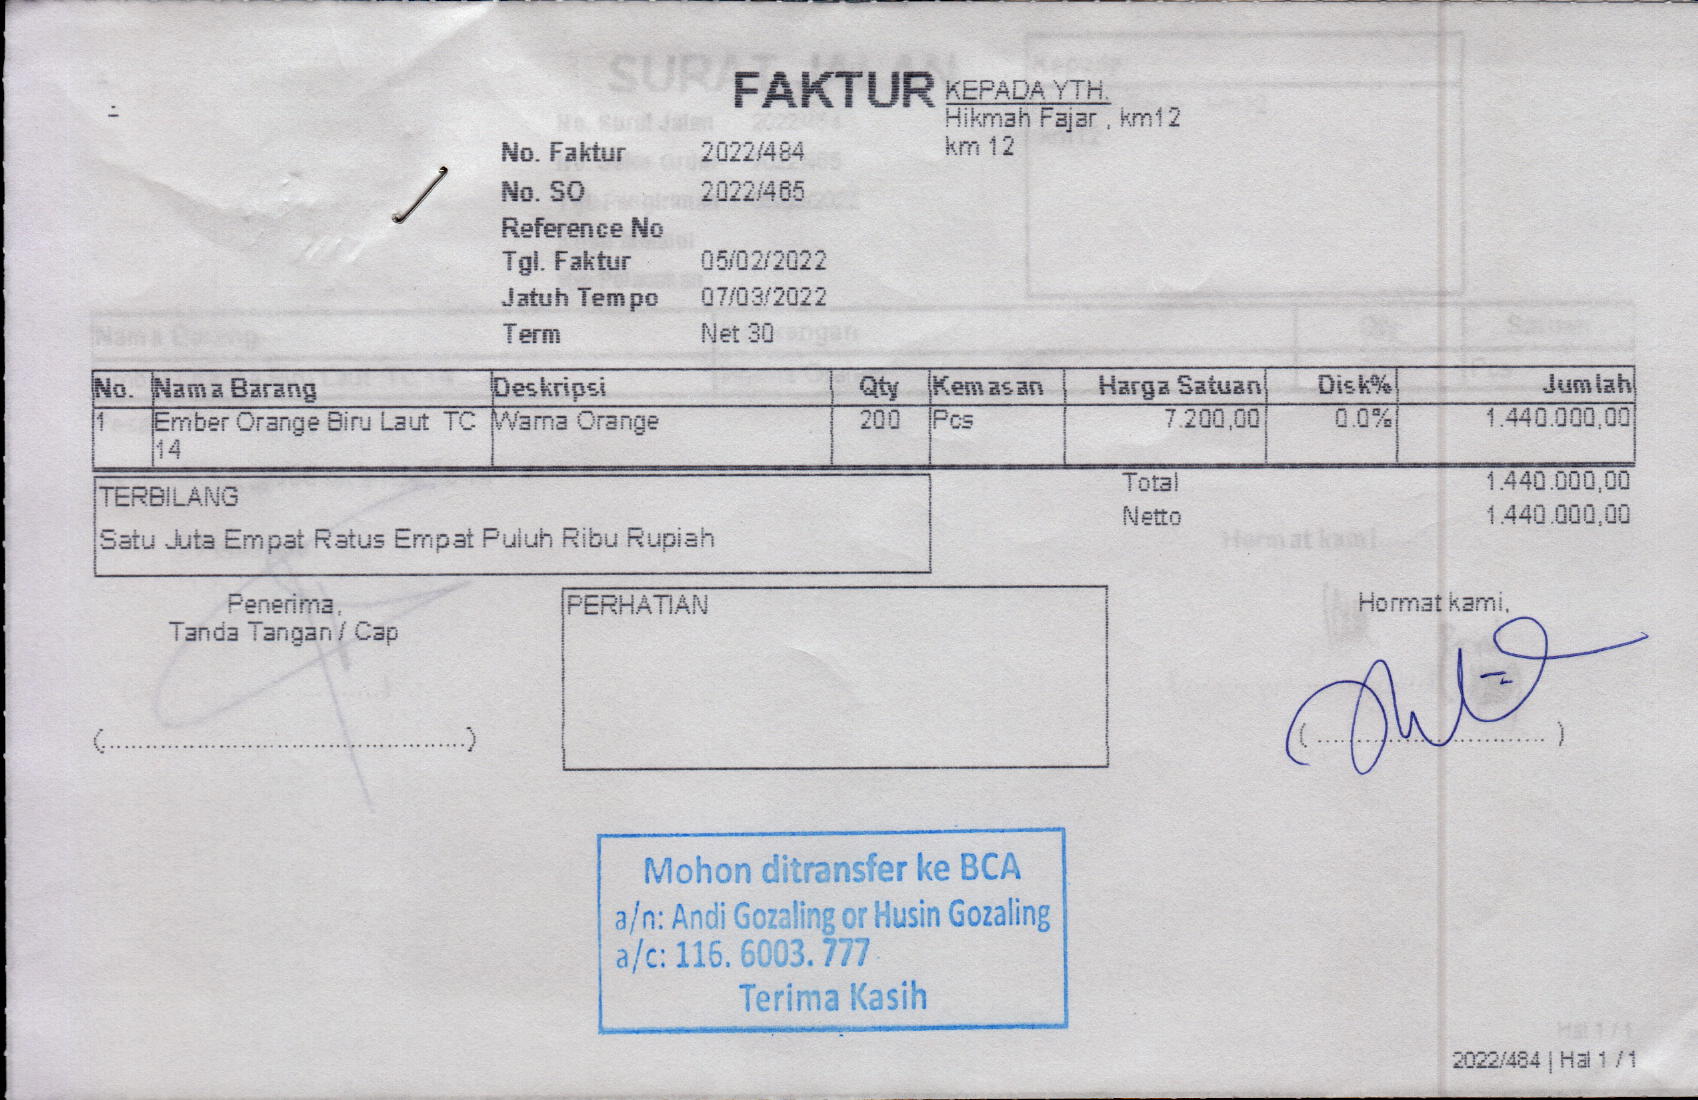 FAKTUR
KEPADA YTH.
Hikmah Fajar , km12
km 12
No. Faktur 2022/484
No. SO 2022/465
Reference No
Tgl. Faktur 05/02/2022
Jatuh Tempo 07/03/2022
Term Net 30
No. Nama Barang Deskripsi Qty Kemasan Harga Satuan Disk% Jumlah
1 Ember Orange Biru Laut TC 14 Warna Orange 200 Pcs 7.200,00 0.0% 1.440.000,00
Total 1.440.000,00
Netto 1.440.000,00
TERBILANG
Satu Juta Empat Ratus Empat Puluh Ribu Rupiah
Penerima,
Tanda Tangan / Cap
PERHATIAN
Hormat kami,
Mohon ditransfer ke BCA
a/n: Andi Gozaling or Husin Gozaling
a/c: 116. 6003. 777
Terima Kasih
2022/484 | Hal 1 / 1